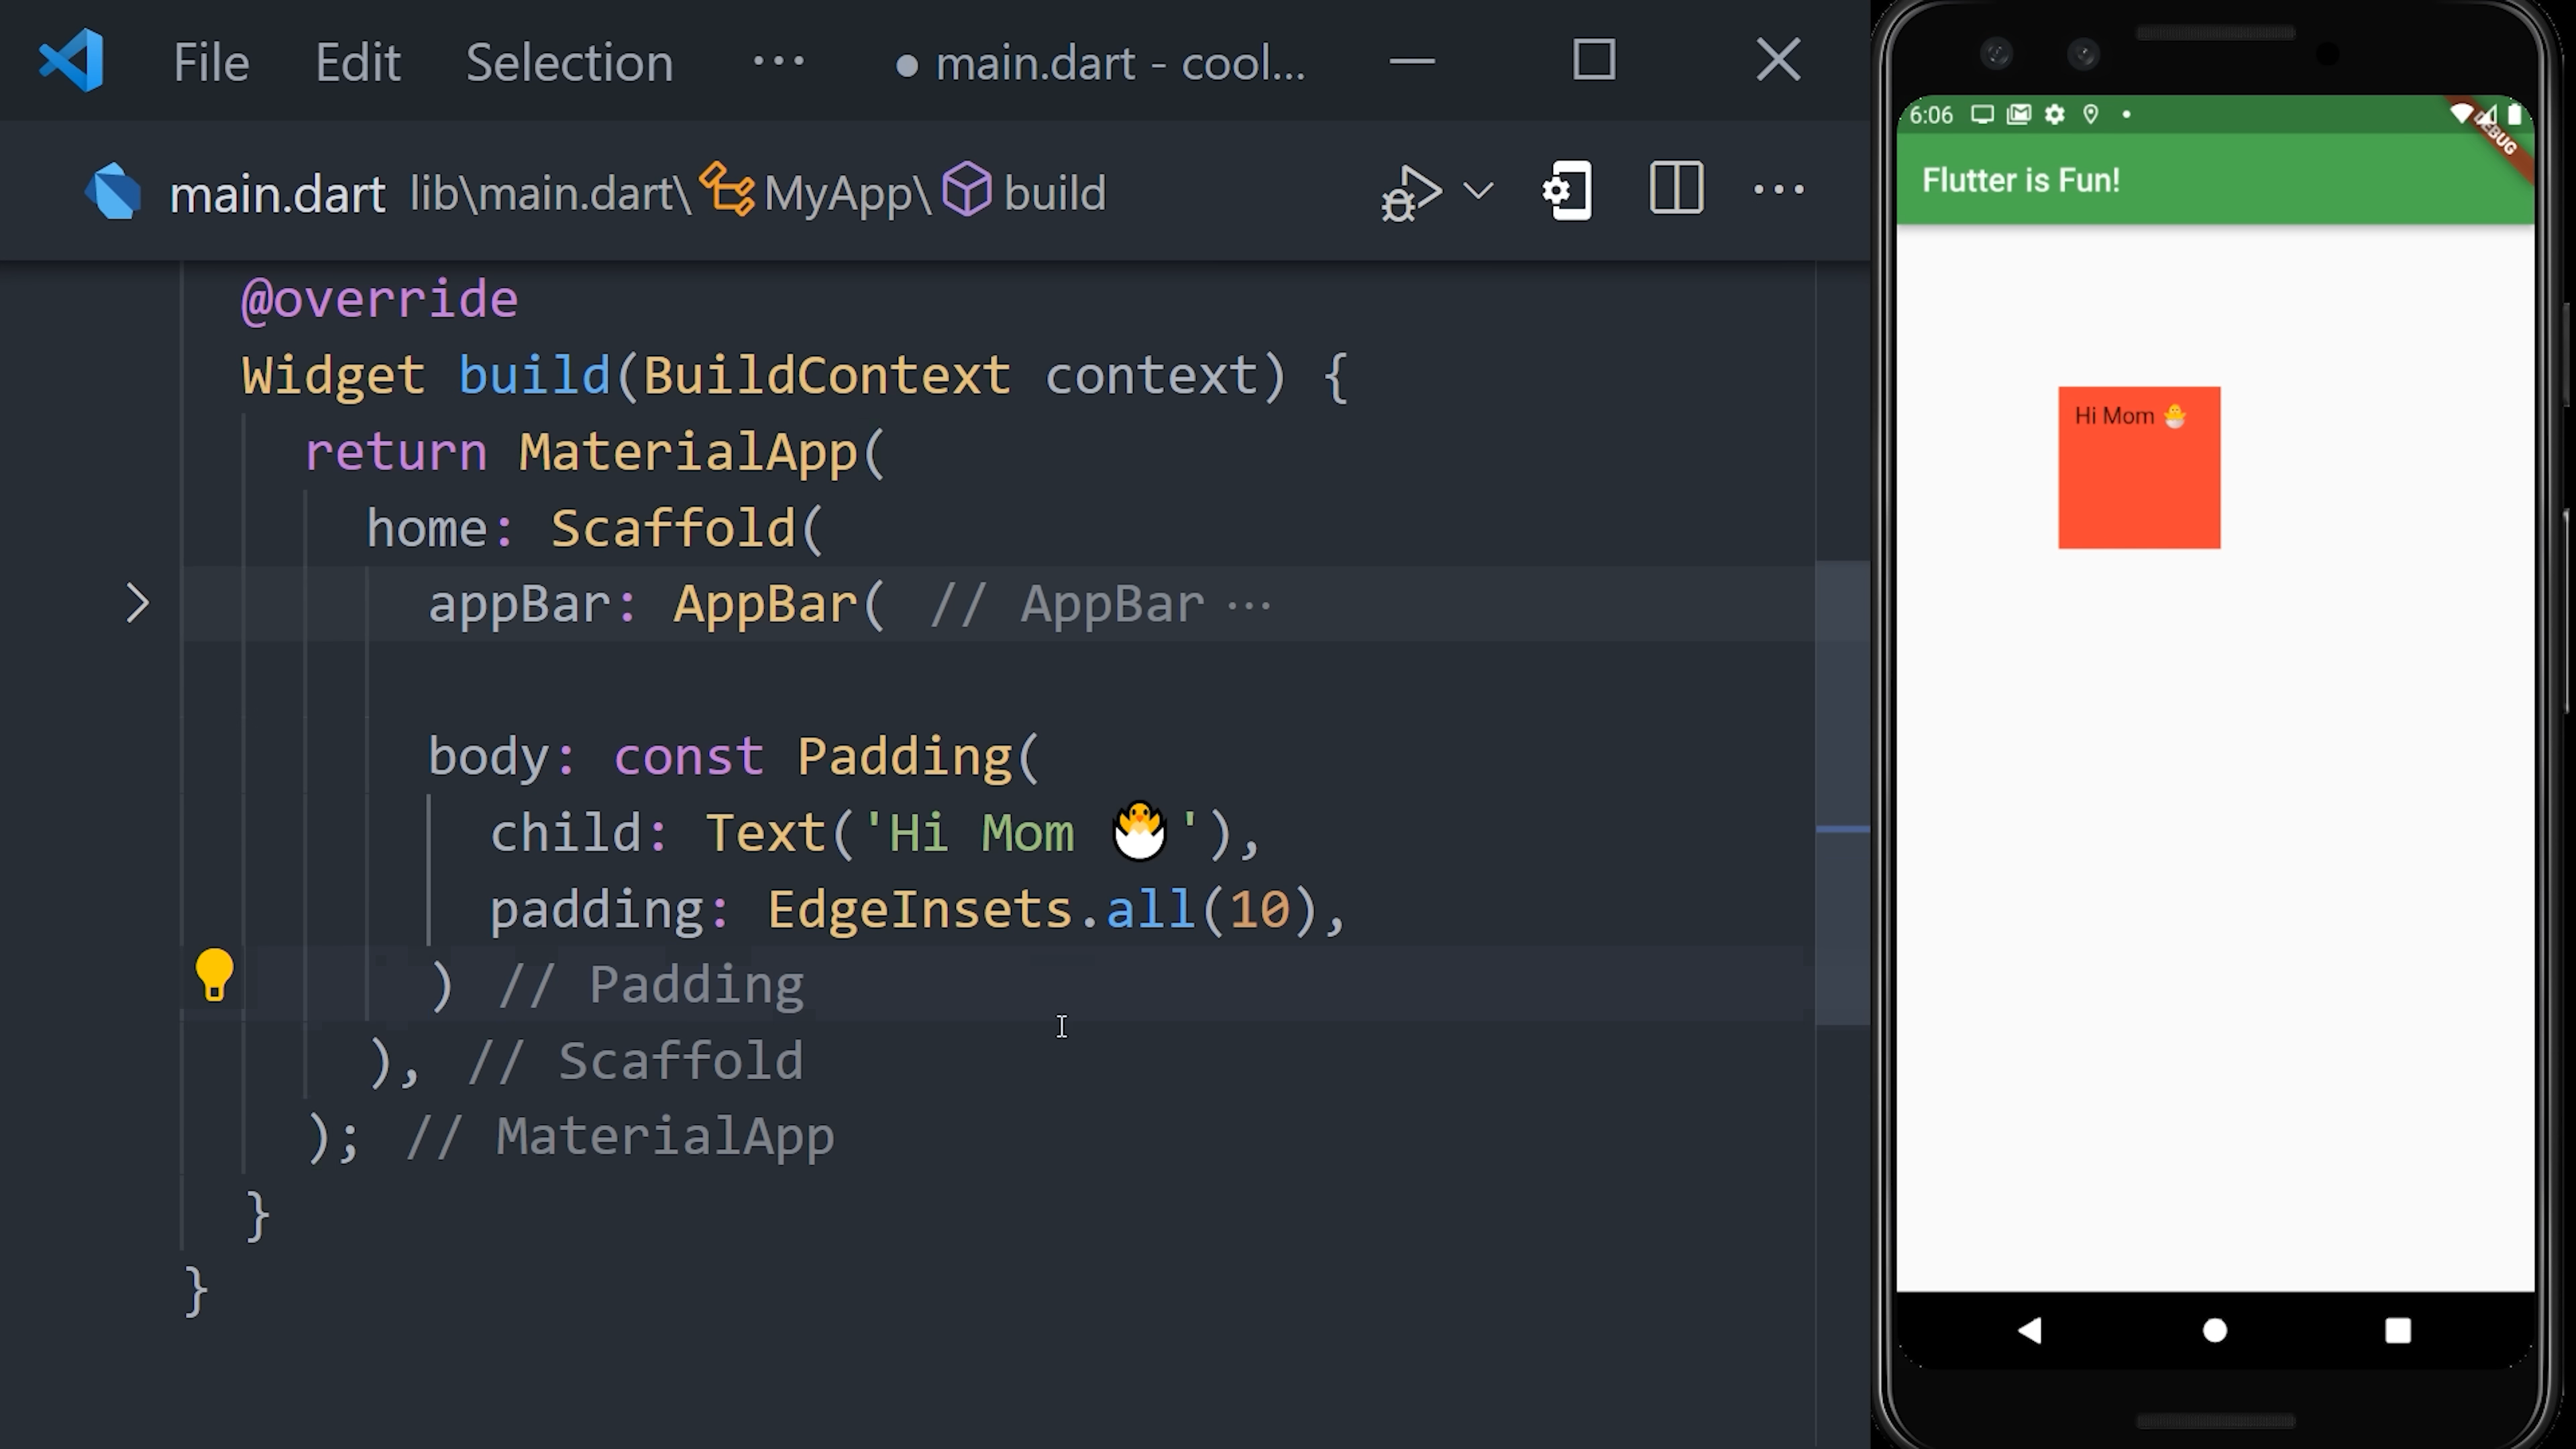 File Edit Selection ··· ● main.dart - cool...
main.dart lib\main.dart\ MyApp\ build
@override
Widget build(BuildContext context) {
return MaterialApp(
home: Scaffold(
appBar: AppBar( // AppBar ···
body: const Padding(
child: Text('Hi Mom 🐣'),
padding: EdgeInsets.all(10),
) // Padding
), // Scaffold
); // MaterialApp
}
}
6:06
DEBUG
Flutter is Fun!
Hi Mom 🐣